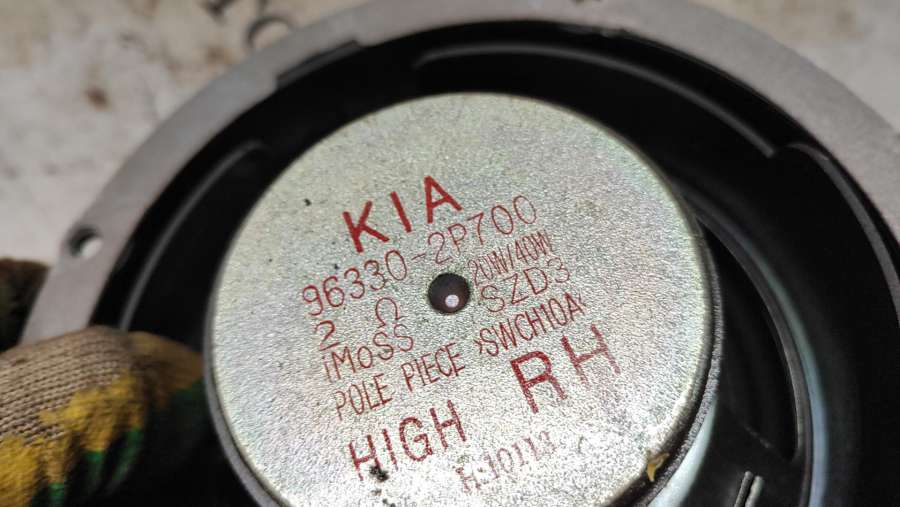 KIA
96330-2P700
2 Ω 20W/40W
iMoSS SZD3
POLE PIECE >SWCH10A<
HIGH RH